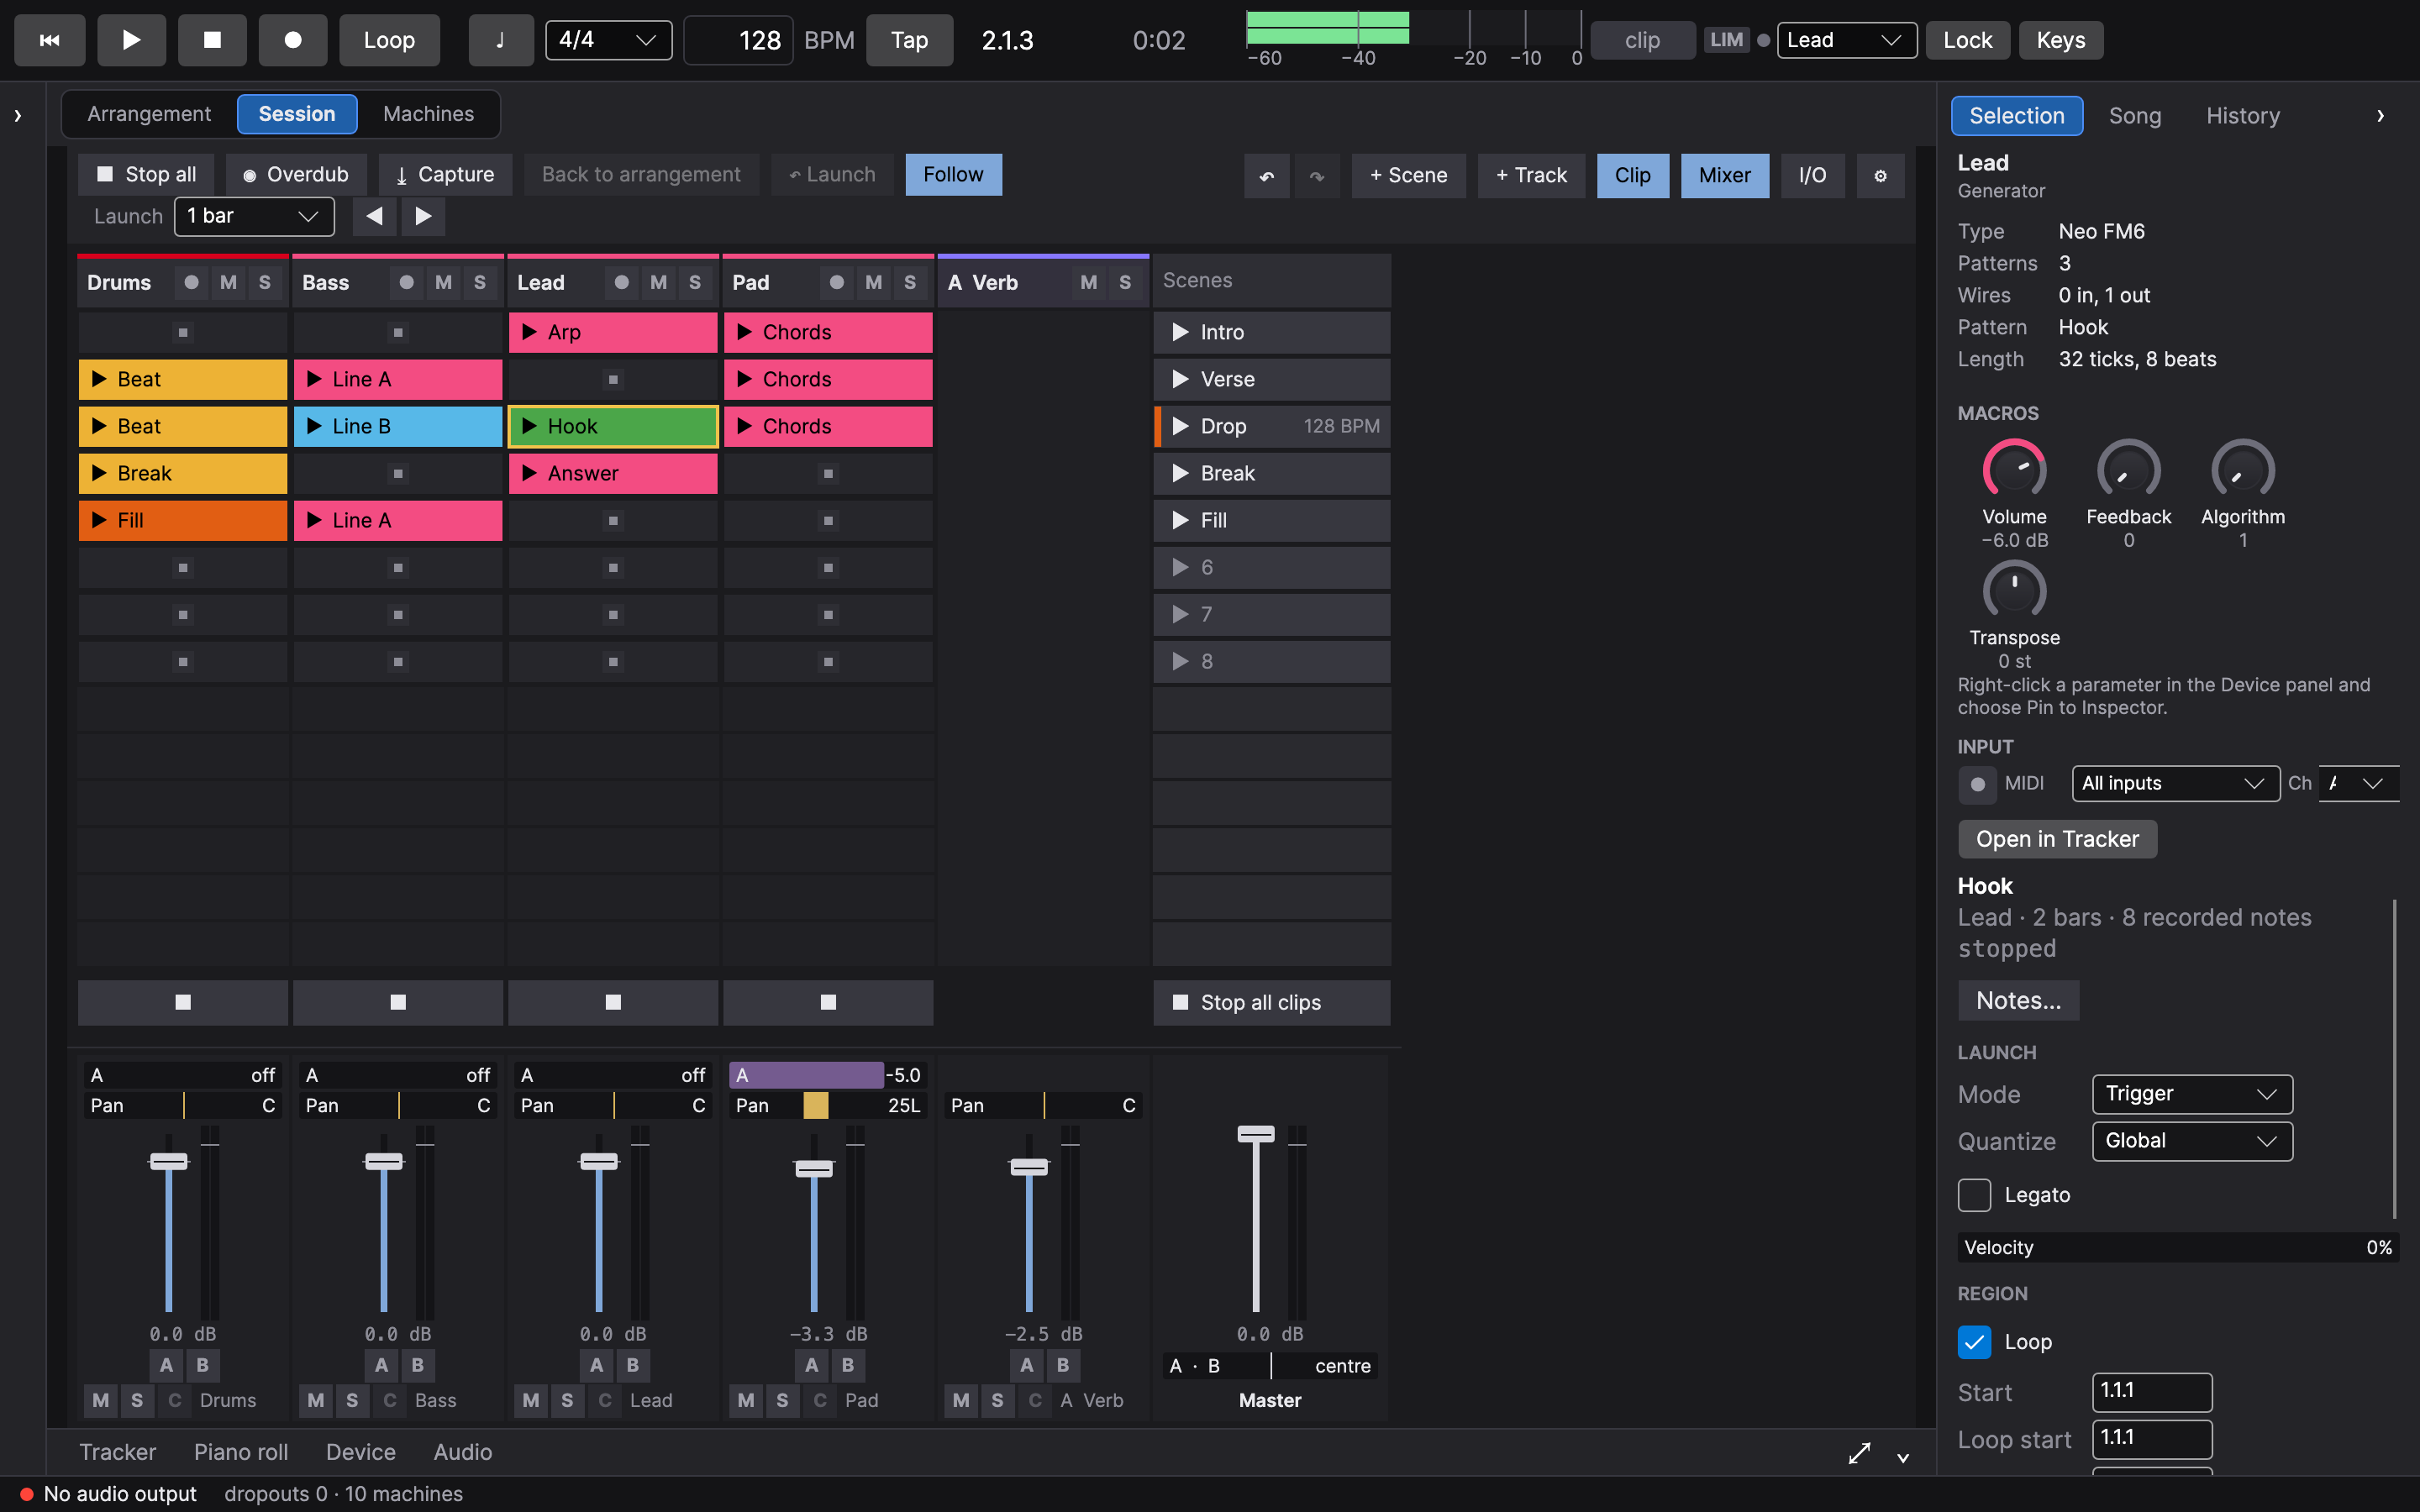 Loop 4/4 128 BPM Tap 2.1.3 0:02 clip LIM Lead Lock Keys
−60 −40 −20 −10 0
Arrangement Session Machines
Stop all Overdub Capture Back to arrangement Launch Follow + Scene + Track Clip Mixer I/O
Launch 1 bar
Drums M S Bass M S Lead M S Pad M S A Verb M S Scenes
Arp Chords Intro
Beat Line A Chords Verse
Beat Line B Hook Chords Drop 128 BPM
Break Answer Break
Fill Line A Fill
6
7
8
Stop all clips
A off A off A off A -5.0
Pan C Pan C Pan C Pan 25L Pan C
0.0 dB 0.0 dB 0.0 dB −3.3 dB −2.5 dB 0.0 dB
A B A B A B A B A B A · B centre
M S C Drums M S C Bass M S C Lead M S C Pad M S C A Verb Master
Tracker Piano roll Device Audio
No audio output dropouts 0 · 10 machines
Selection Song History
Lead
Generator
Type Neo FM6
Patterns 3
Wires 0 in, 1 out
Pattern Hook
Length 32 ticks, 8 beats
MACROS
Volume Feedback Algorithm
−6.0 dB 0 1
Transpose
0 st
Right-click a parameter in the Device panel and
choose Pin to Inspector.
INPUT
MIDI All inputs Ch
Open in Tracker
Hook
Lead · 2 bars · 8 recorded notes
stopped
Notes...
LAUNCH
Mode Trigger
Quantize Global
Legato
Velocity 0%
REGION
Loop
Start 1.1.1
Loop start 1.1.1